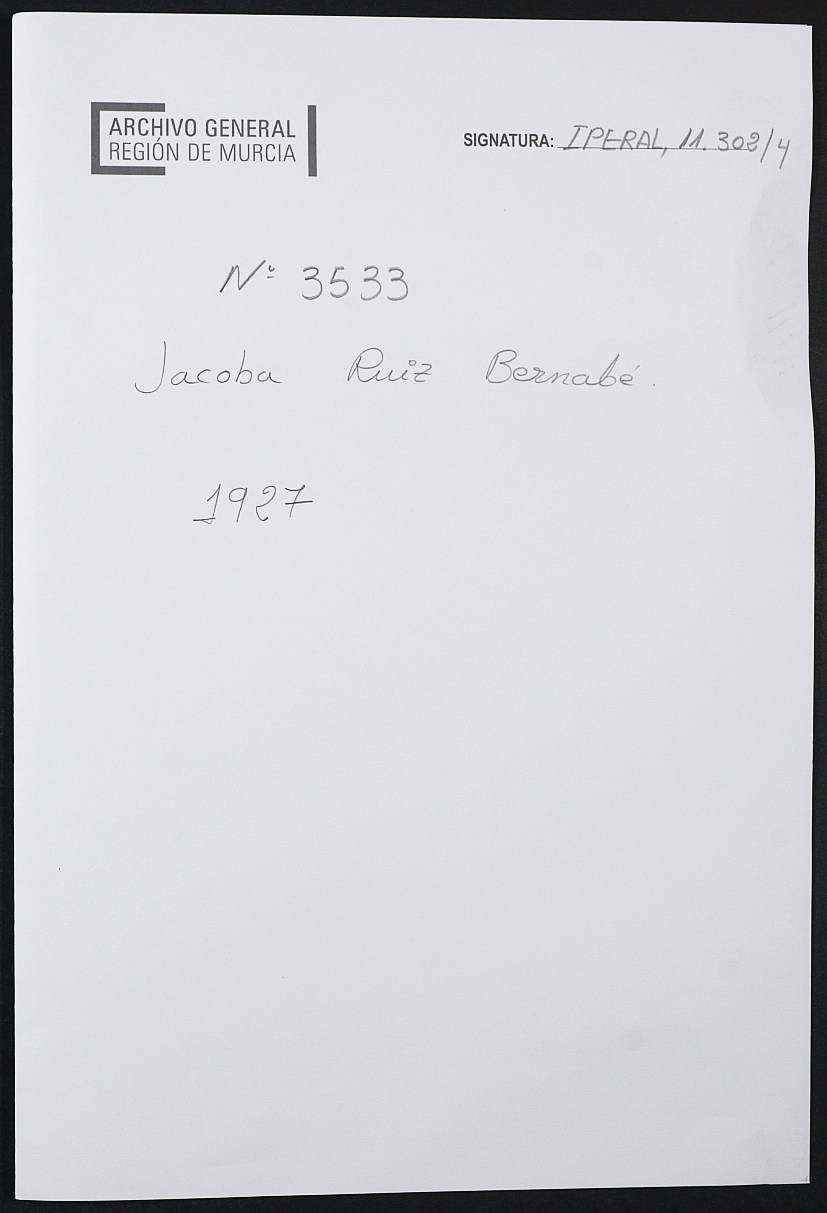 ARCHIVO GENERAL
REGIÓN DE MURCIA
SIGNATURA: IPERAL, 11.302/4
Nº 3533
Jacoba Ruiz Bernabé.
1927